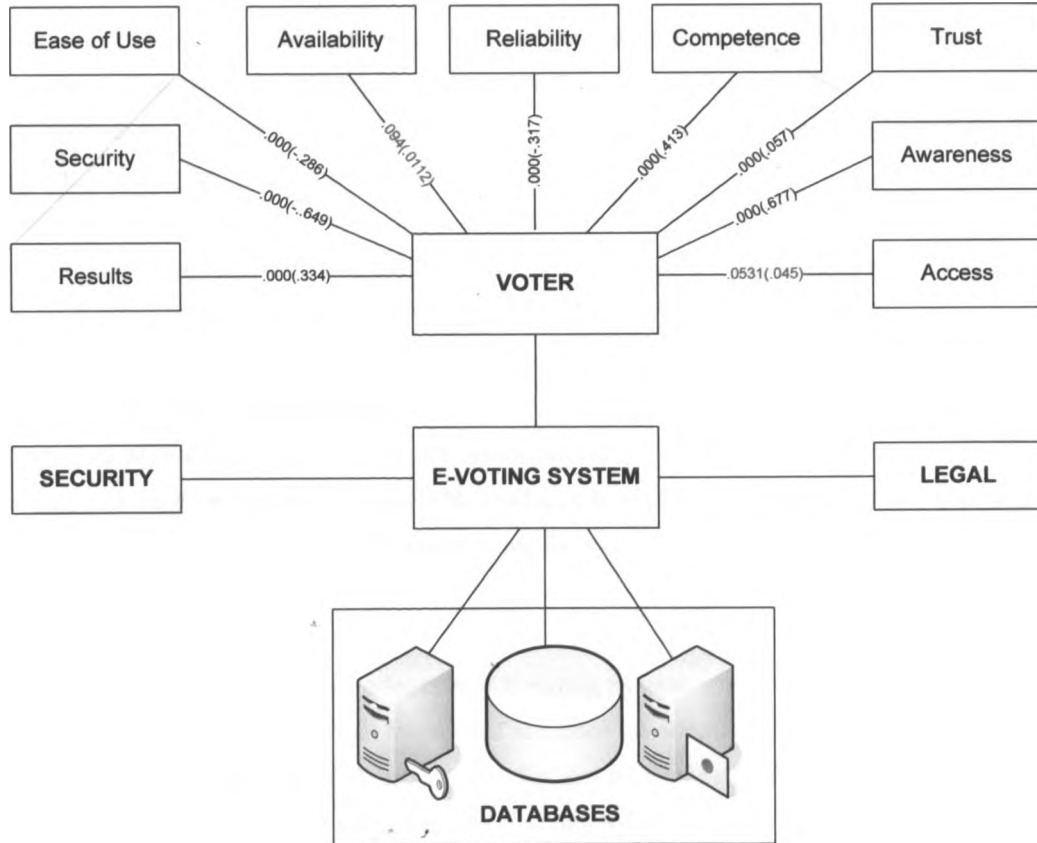 Ease of Use
Availability
Reliability
Competence
Trust
.000(-.286)
.094(.0112)
.000(-.317)
.000(.413)
.000(.057)
Security
.000(-..649)
.000(.677)
Awareness
Results
.000(.334)
VOTER
.0531(.045)
Access
SECURITY
E-VOTING SYSTEM
LEGAL
DATABASES